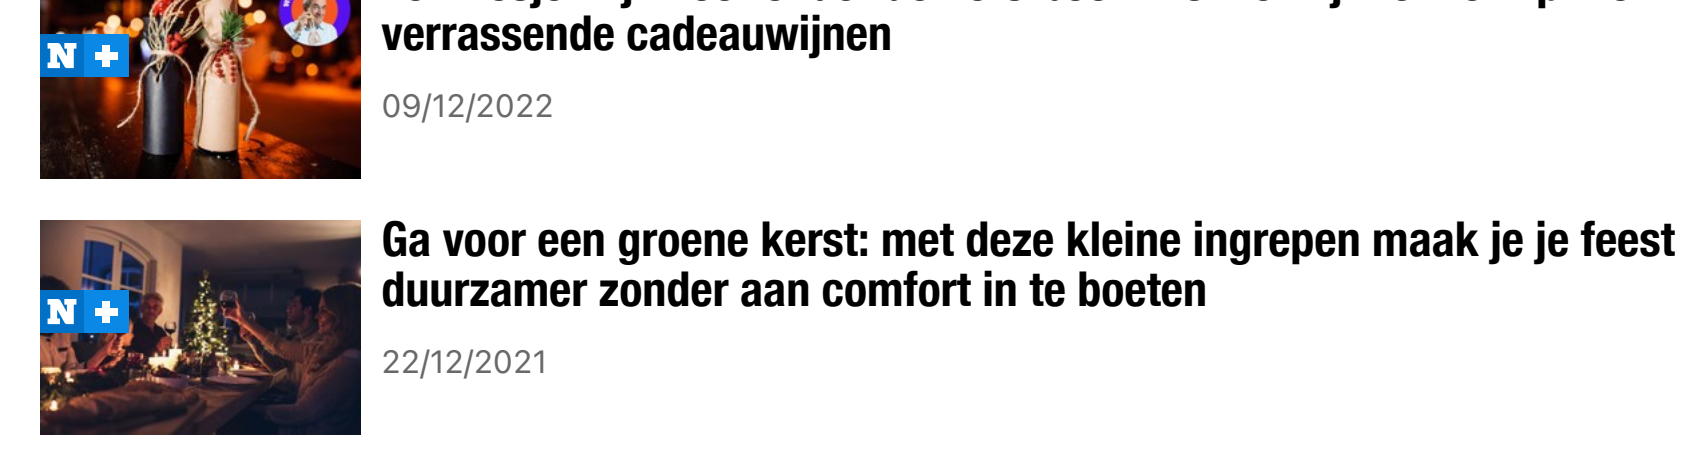 verrassende cadeauwijnen
N +
09/12/2022
Ga voor een groene kerst: met deze kleine ingrepen maak je je feest
duurzamer zonder aan comfort in te boeten
N +
22/12/2021